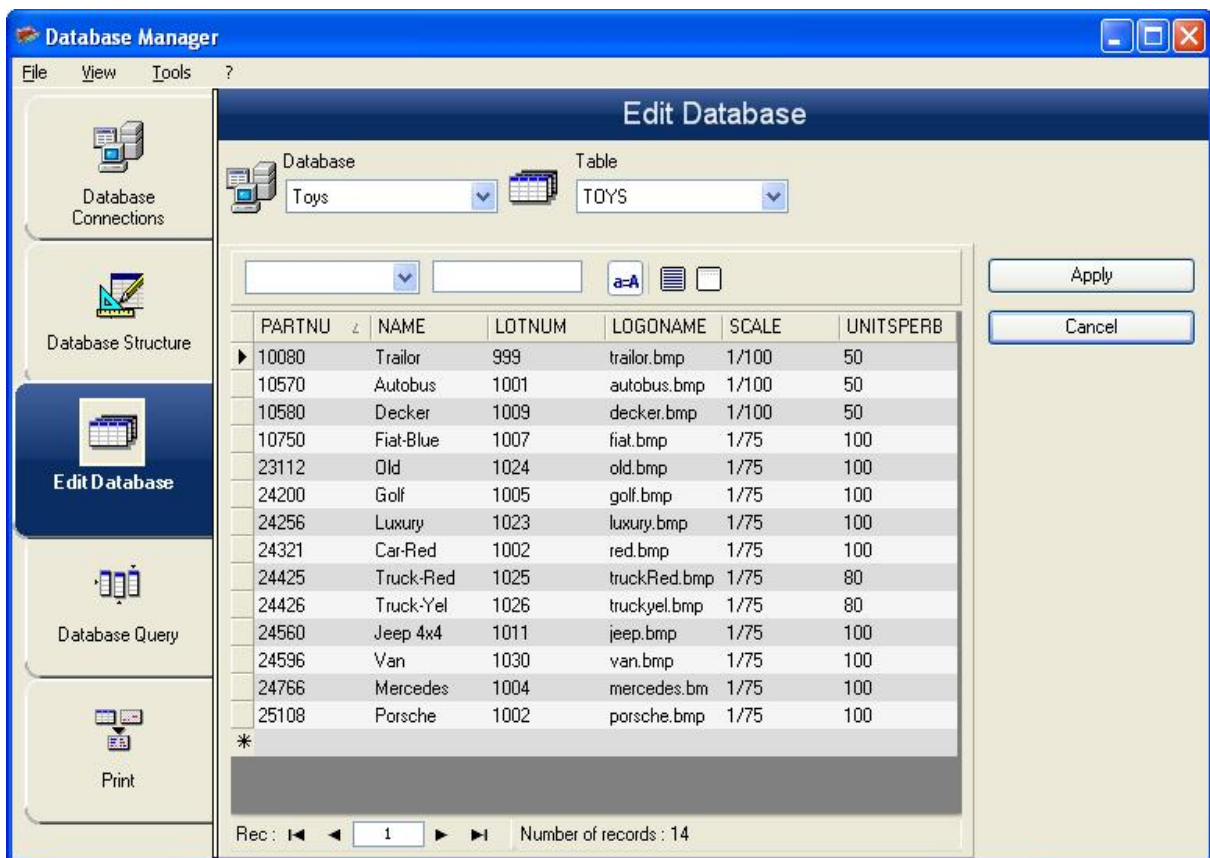 Database Manager
File View Tools ?
Edit Database
Database Connections
Database Structure
Edit Database
Database Query
Print
Database Table
Toys TOYS
a=A
Apply
Cancel
PARTNU NAME LOTNUM LOGONAME SCALE UNITSPERB
10080 Trailor 999 trailor.bmp 1/100 50
10570 Autobus 1001 autobus.bmp 1/100 50
10580 Decker 1009 decker.bmp 1/100 50
10750 Fiat-Blue 1007 fiat.bmp 1/75 100
23112 Old 1024 old.bmp 1/75 100
24200 Golf 1005 golf.bmp 1/75 100
24256 Luxury 1023 luxury.bmp 1/75 100
24321 Car-Red 1002 red.bmp 1/75 100
24425 Truck-Red 1025 truckRed.bmp 1/75 80
24426 Truck-Yel 1026 truckyel.bmp 1/75 80
24560 Jeep 4x4 1011 jeep.bmp 1/75 100
24596 Van 1030 van.bmp 1/75 100
24766 Mercedes 1004 mercedes.bm 1/75 100
25108 Porsche 1002 porsche.bmp 1/75 100
Rec : 1 Number of records : 14